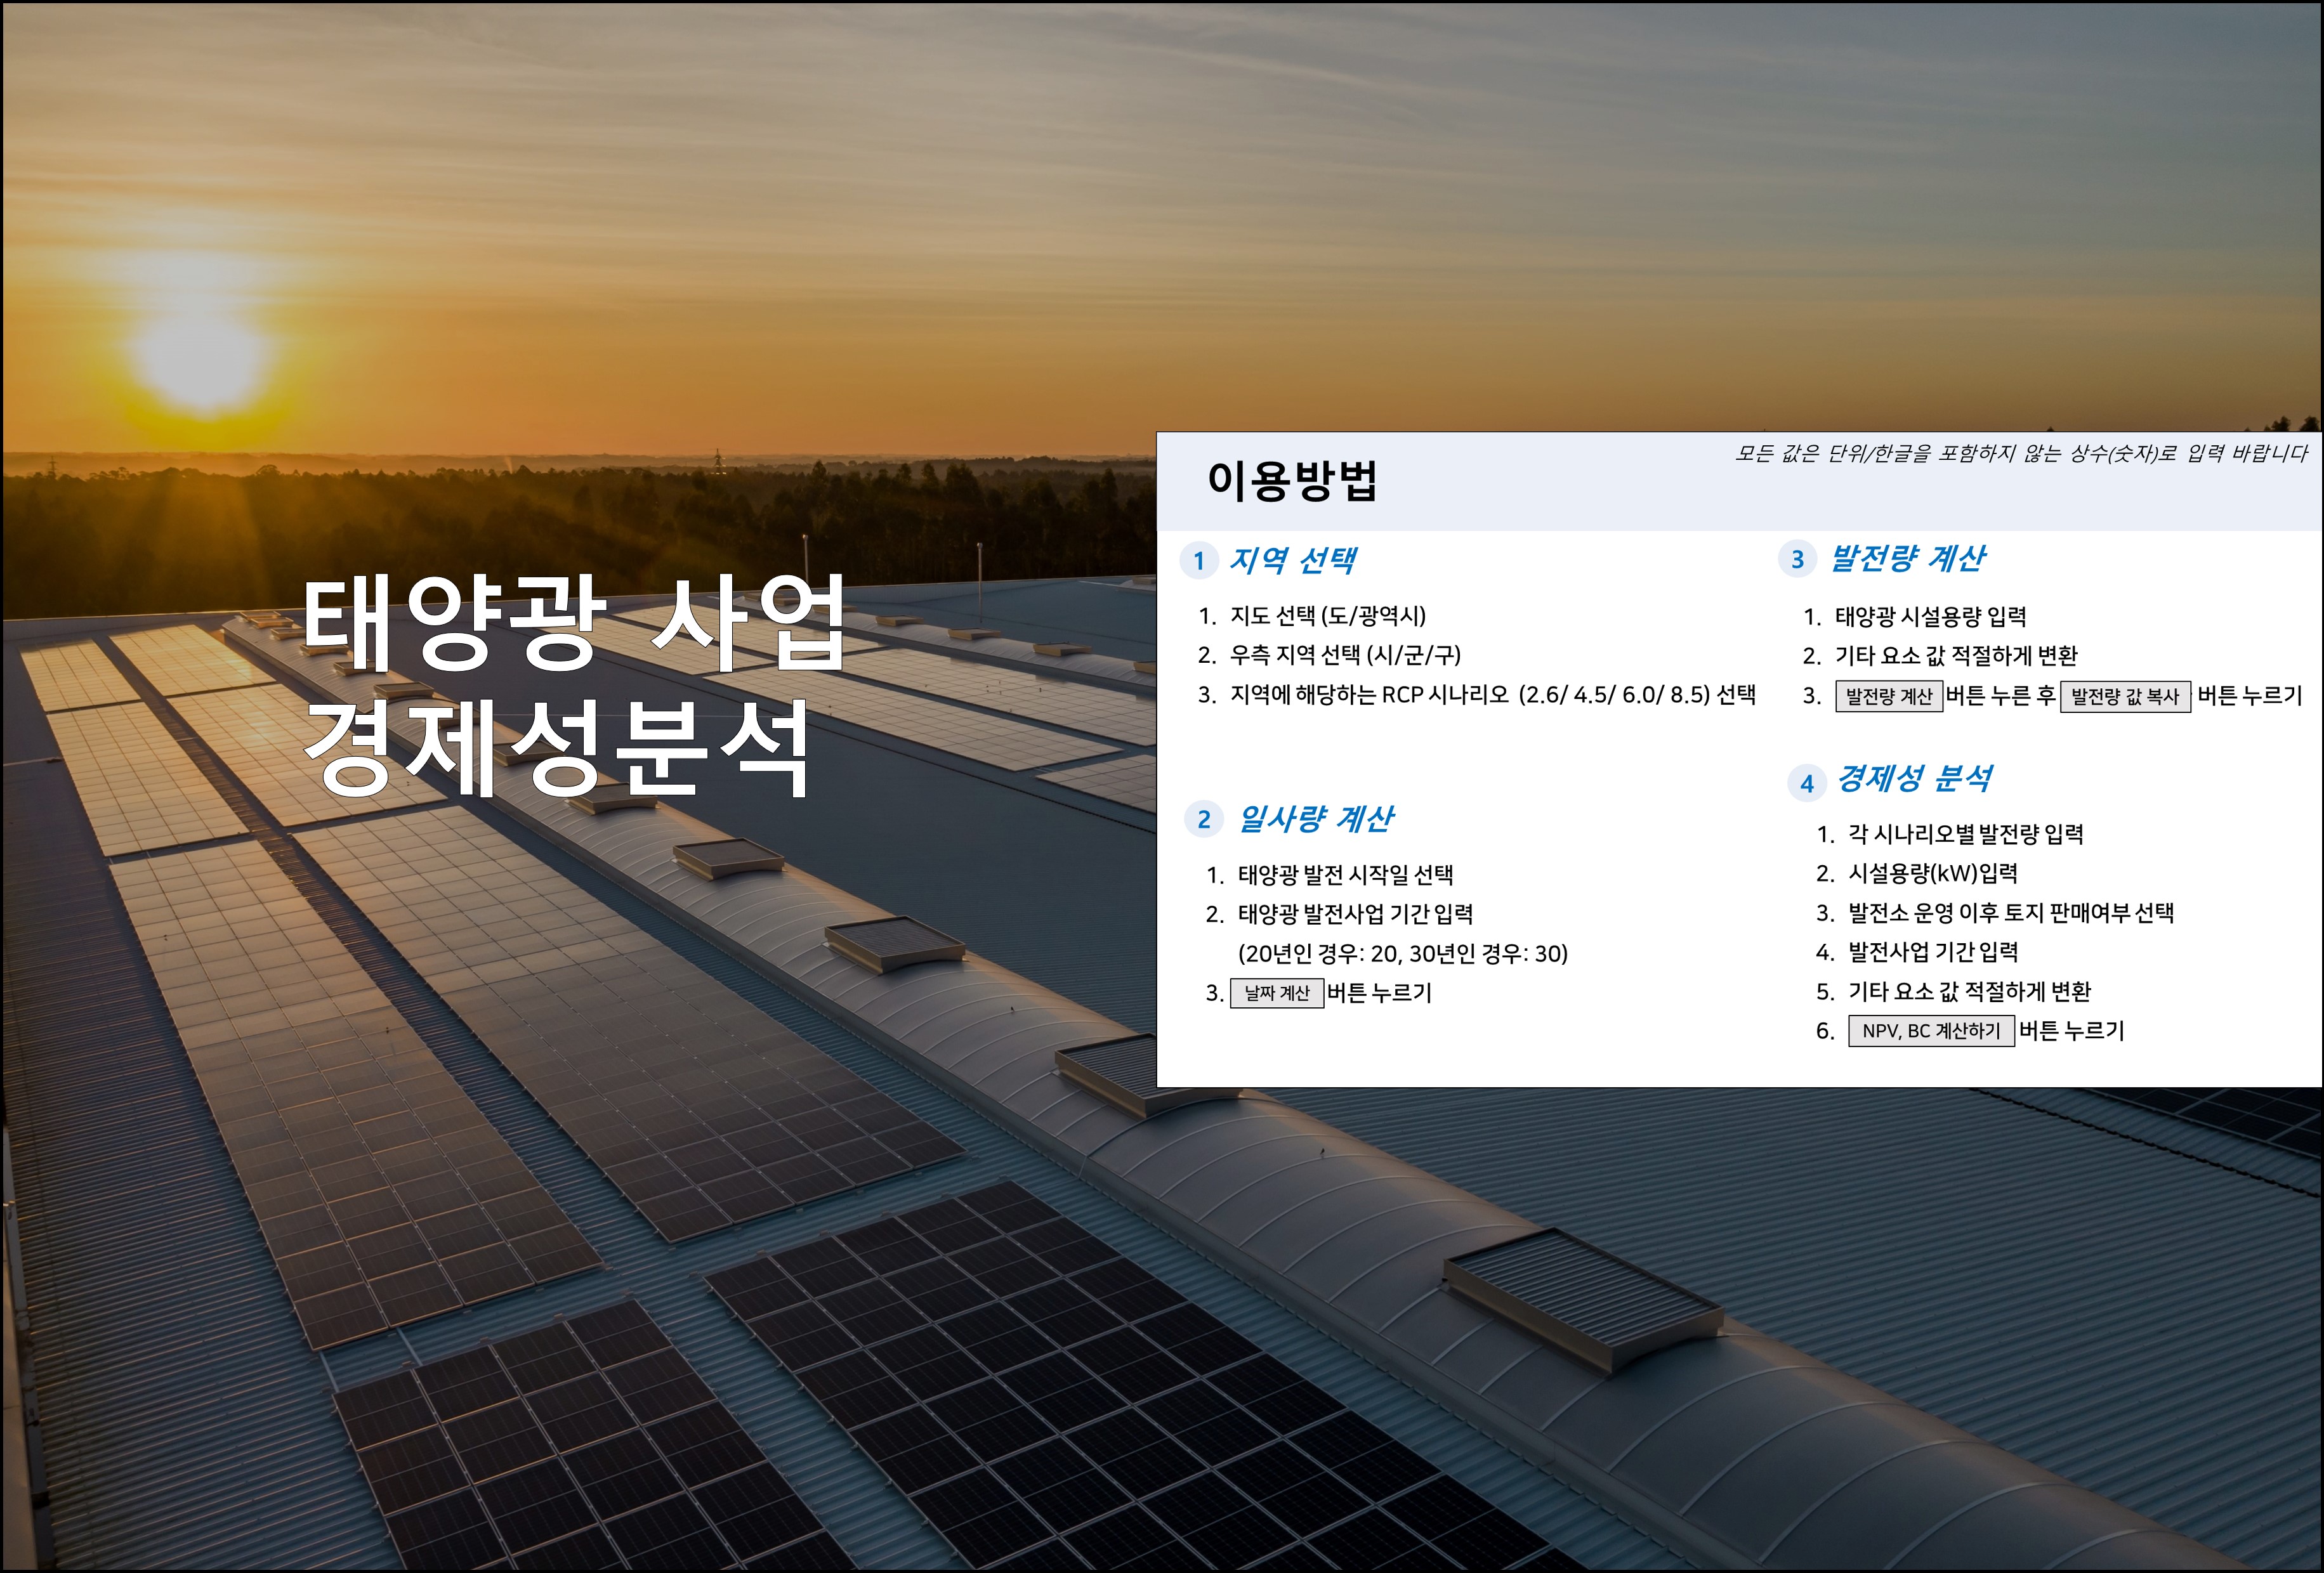 태양광 사업
경제성분석
이용방법
모든 값은 단위/한글을 포함하지 않는 상수(숫자)로 입력 바랍니다
1 지역 선택
1. 지도 선택 (도/광역시)
2. 우측 지역 선택 (시/군/구)
3. 지역에 해당하는 RCP 시나리오 (2.6/ 4.5/ 6.0/ 8.5) 선택
2 일사량 계산
1. 태양광 발전 시작일 선택
2. 태양광 발전사업 기간 입력
(20년인 경우: 20, 30년인 경우: 30)
3. 날짜 계산 버튼 누르기
3 발전량 계산
1. 태양광 시설용량 입력
2. 기타 요소 값 적절하게 변환
3. 발전량 계산 버튼 누른 후 발전량 값 복사 버튼 누르기
4 경제성 분석
1. 각 시나리오별 발전량 입력
2. 시설용량(kW)입력
3. 발전소 운영 이후 토지 판매여부 선택
4. 발전사업 기간 입력
5. 기타 요소 값 적절하게 변환
6. NPV, BC 계산하기 버튼 누르기